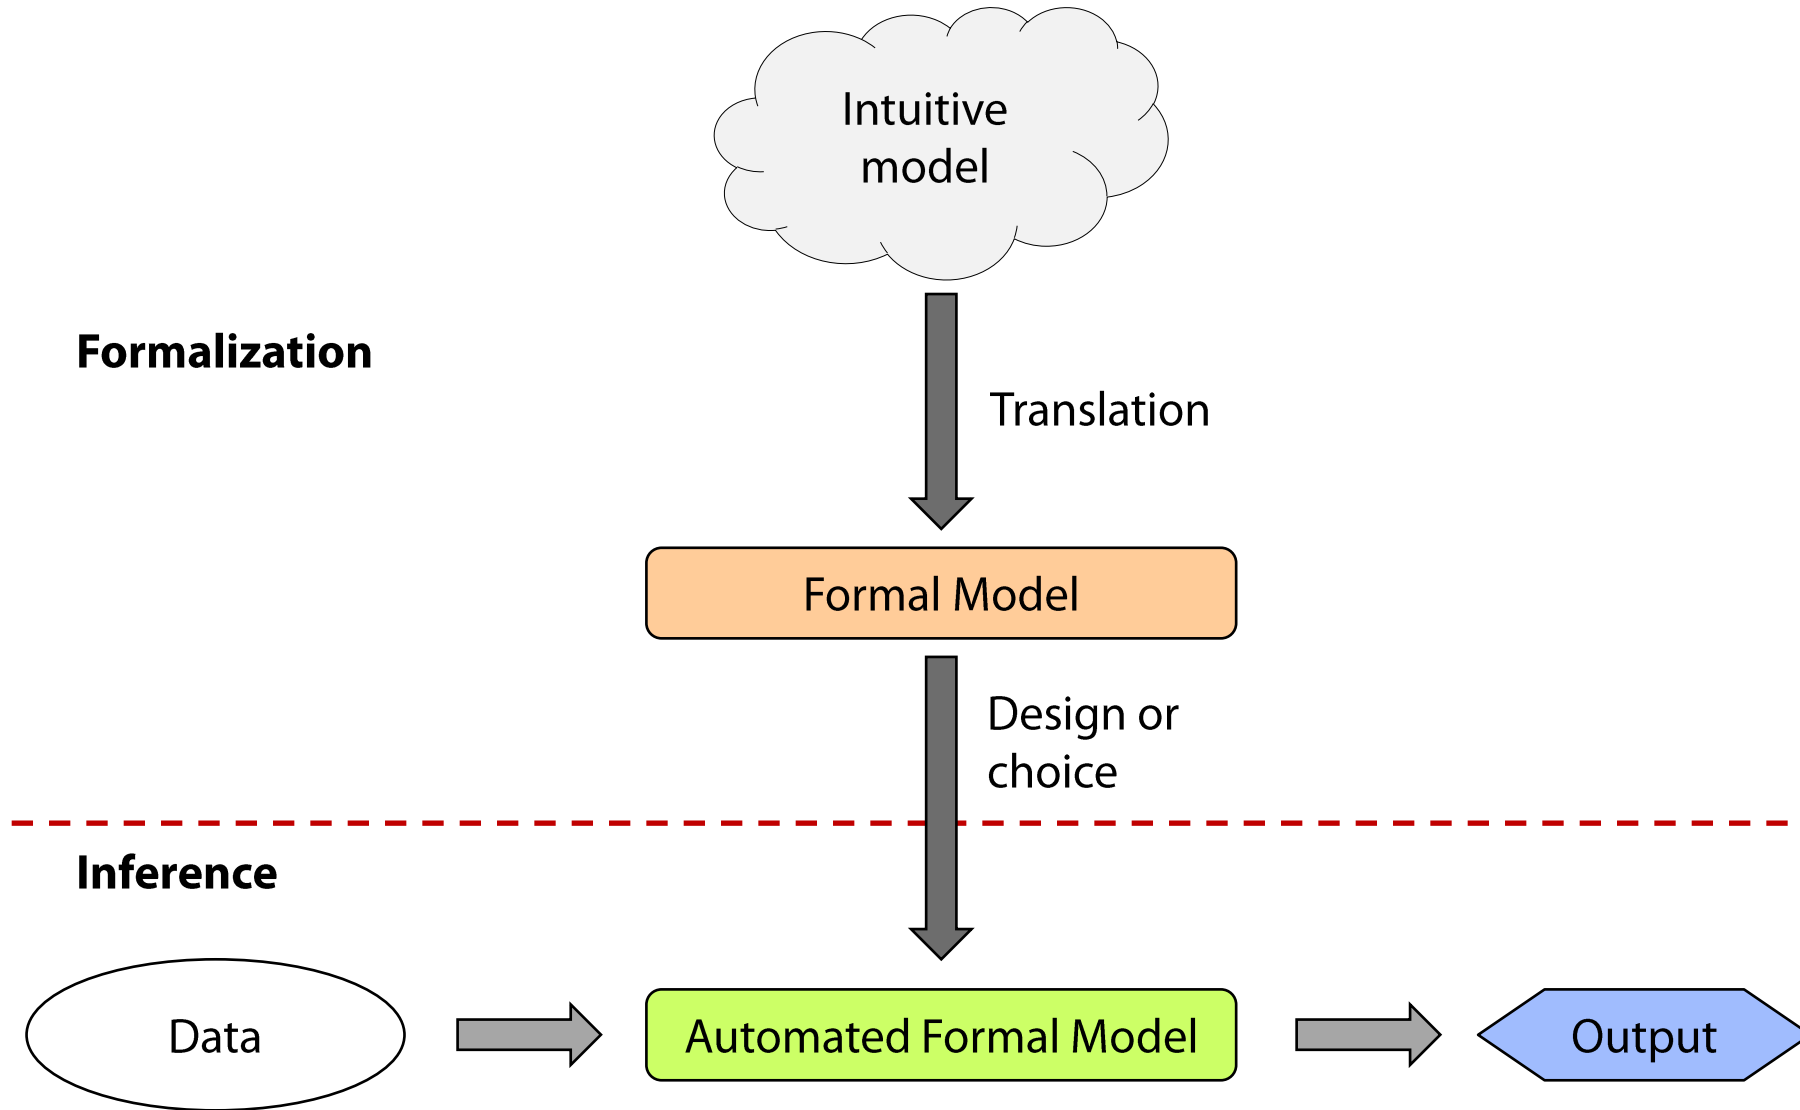 Intuitive
model
Formalization
Translation
Formal Model
Design or
choice
Inference
Data
Automated Formal Model
Output